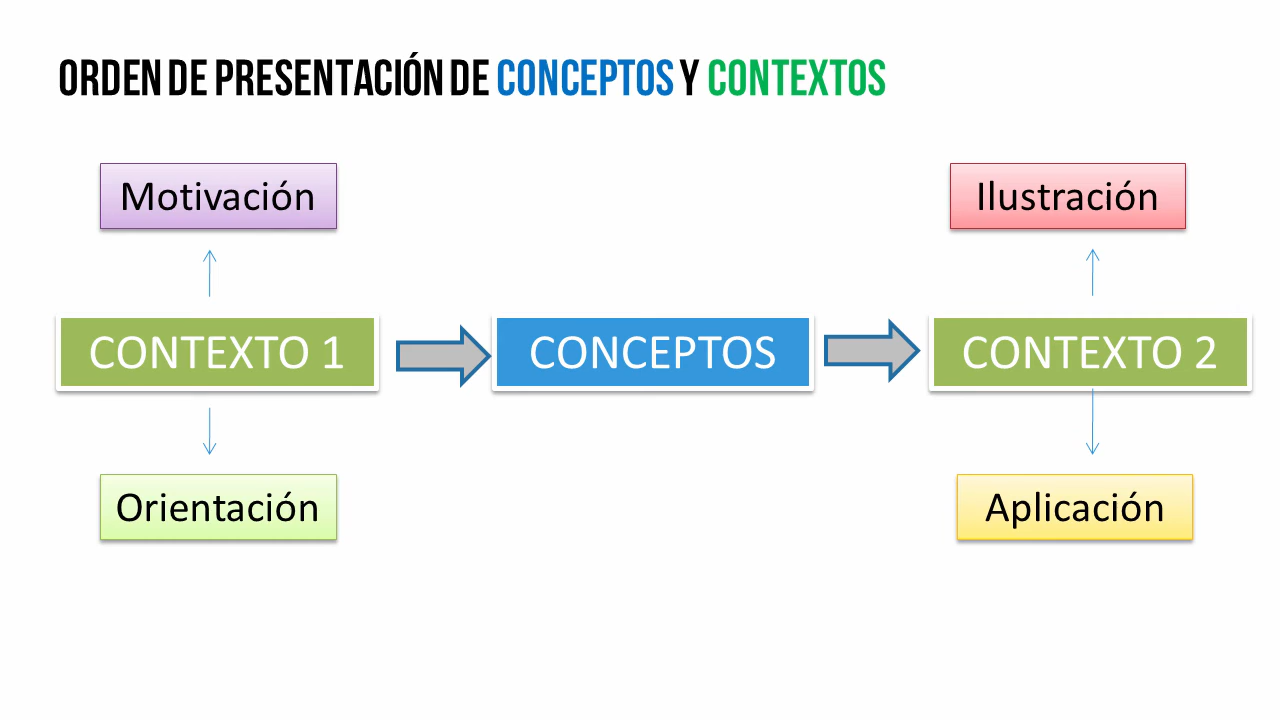 ORDEN DE PRESENTACIÓN DE CONCEPTOS Y CONTEXTOS
Motivación
Ilustración
CONTEXTO 1
CONCEPTOS
CONTEXTO 2
Orientación
Aplicación